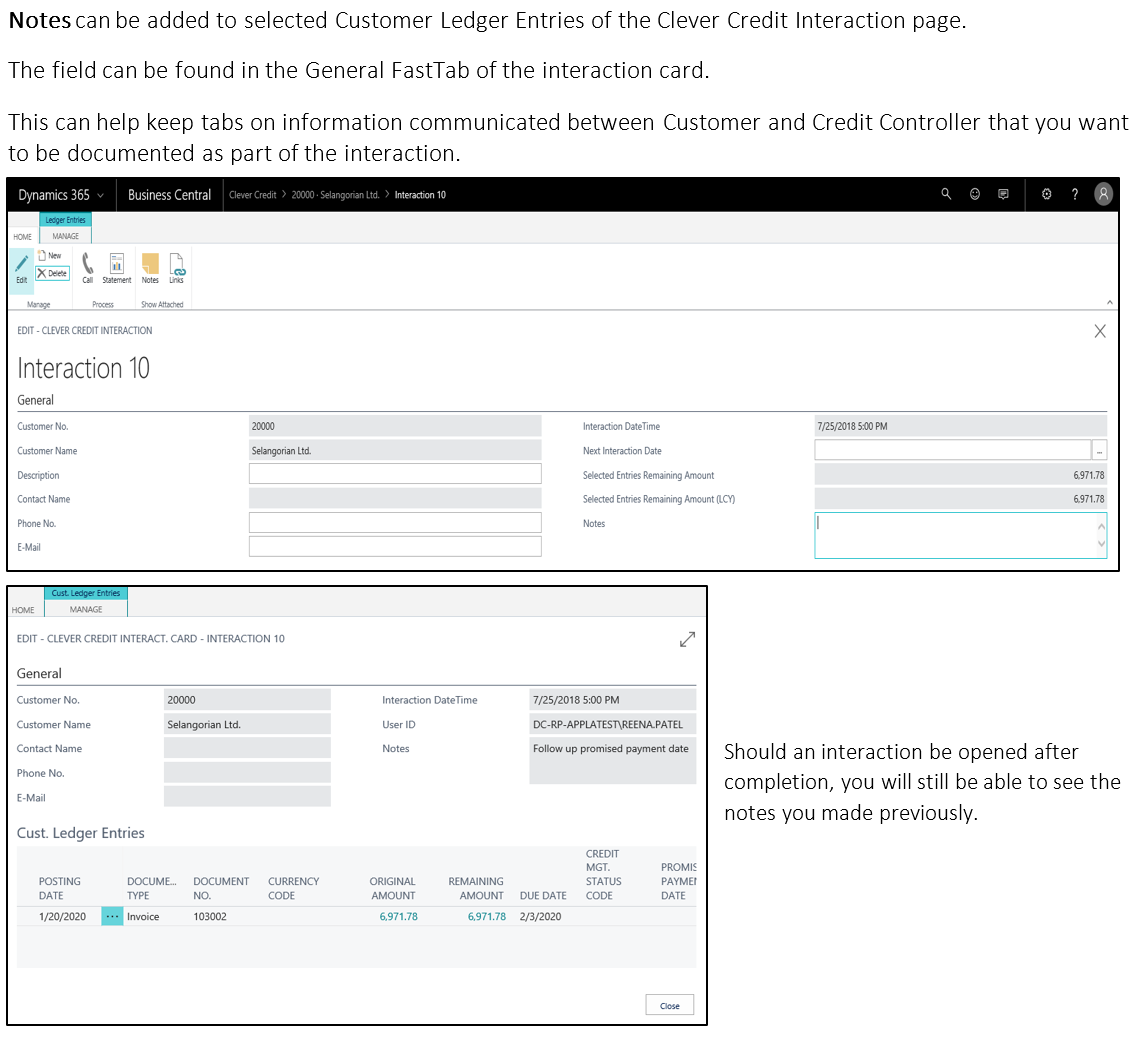 Notes can be added to selected Customer Ledger Entries of the Clever Credit Interaction page.
The field can be found in the General FastTab of the interaction card.
This can help keep tabs on information communicated between Customer and Credit Controller that you want
to be documented as part of the interaction.
Dynamics 365 Business Central Clever Credit > 20000 · Selangorian Ltd. > Interaction 10 ?
Ledger Entries
HOME MANAGE
Edit New Delete Call Statement Notes Links
Manage Process Show Attached
EDIT - CLEVER CREDIT INTERACTION
Interaction 10
General
Customer No. 20000 Interaction DateTime 7/25/2018 5:00 PM
Customer Name Selangorian Ltd. Next Interaction Date ...
Description Selected Entries Remaining Amount 6,971.78
Contact Name Selected Entries Remaining Amount (LCY) 6,971.78
Phone No. Notes
E-Mail
Cust. Ledger Entries
HOME MANAGE
EDIT - CLEVER CREDIT INTERACT. CARD - INTERACTION 10
General
Customer No. 20000 Interaction DateTime 7/25/2018 5:00 PM
Customer Name Selangorian Ltd. User ID DC-RP-APPLATEST\REENA.PATEL
Contact Name Notes Follow up promised payment date
Phone No.
E-Mail
Cust. Ledger Entries
POSTING DATE DOCUME... TYPE DOCUMENT NO. CURRENCY CODE ORIGINAL AMOUNT REMAINING AMOUNT DUE DATE CREDIT MGT. STATUS CODE PROMIS PAYMEN DATE
1/20/2020 ... Invoice 103002 6,971.78 6,971.78 2/3/2020
Close
Should an interaction be opened after
completion, you will still be able to see the
notes you made previously.